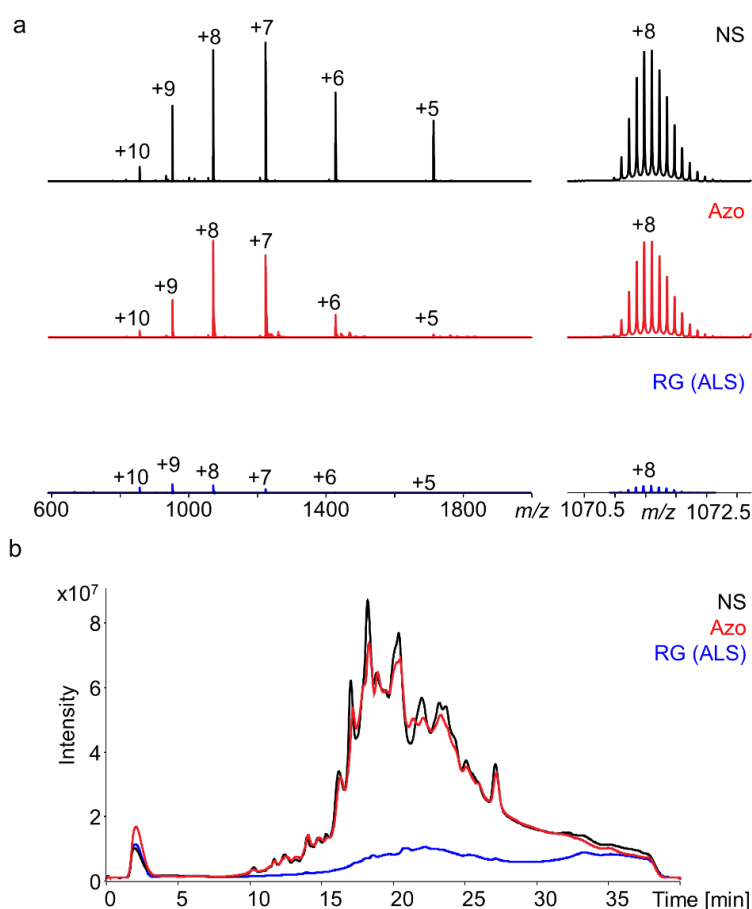 a
+8 +7 +9 +6 +5 +10
+8
NS
+8 +7 +9 +6 +5 +10
+8
Azo
RG (ALS)
+10 +9 +8 +7 +6 +5
+8
600 1000 1400 1800 m/z
1070.5 m/z 1072.5
b
x10⁷
NS
Azo
RG (ALS)
8
6
4
2
0
Intensity
0 5 10 15 20 25 30 35 Time [min]